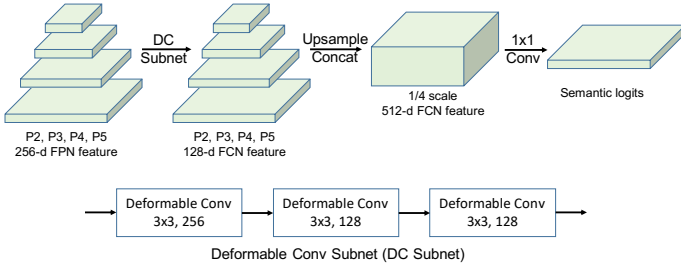 DC
Subnet
Upsample
Concat
1x1
Conv
P2, P3, P4, P5
256-d FPN feature
P2, P3, P4, P5
128-d FCN feature
1/4 scale
512-d FCN feature
Semantic logits
Deformable Conv
3x3, 256
Deformable Conv
3x3, 128
Deformable Conv
3x3, 128
Deformable Conv Subnet (DC Subnet)